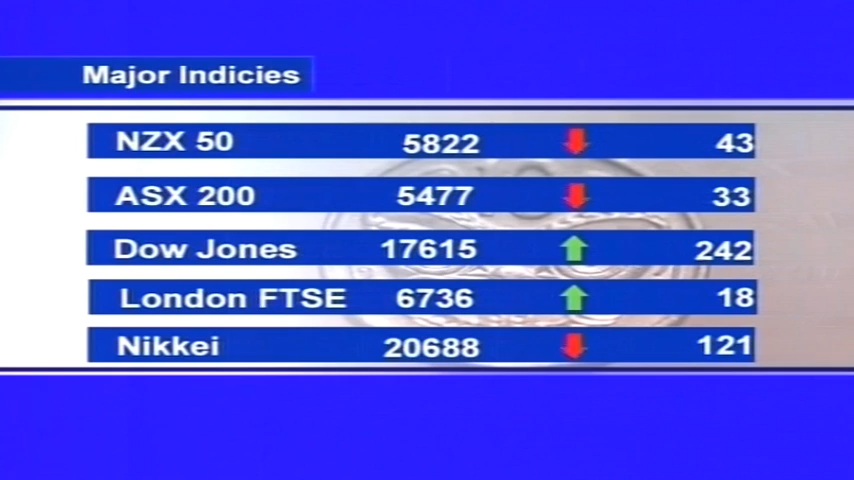 Major Indicies
NZX 50 5822 43
ASX 200 5477 33
Dow Jones 17615 242
London FTSE 6736 18
Nikkei 20688 121